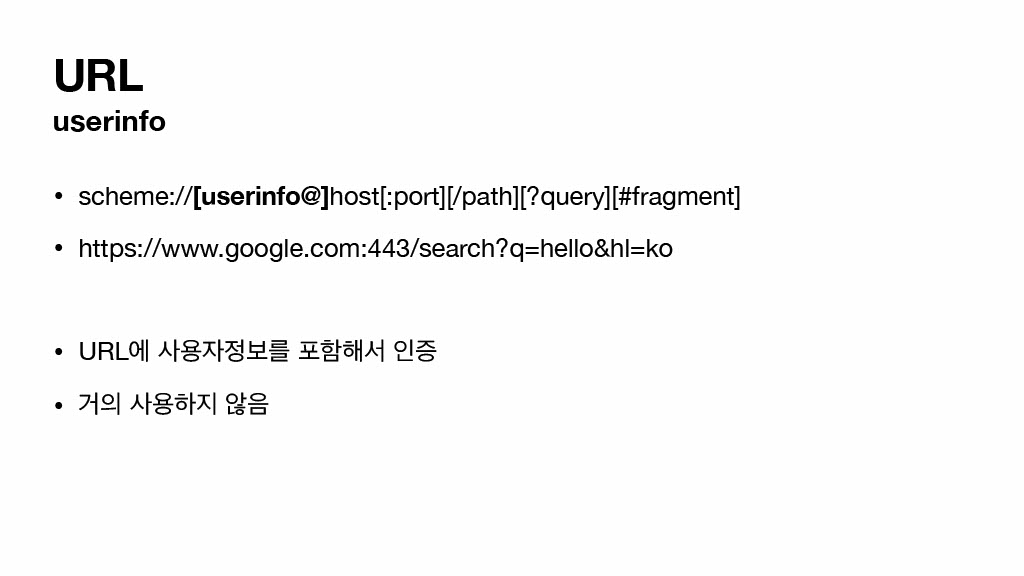 URL
userinfo
• scheme://[userinfo@]host[:port][/path][?query][#fragment]
• https://www.google.com:443/search?q=hello&hl=ko
• URL에 사용자정보를 포함해서 인증
• 거의 사용하지 않음